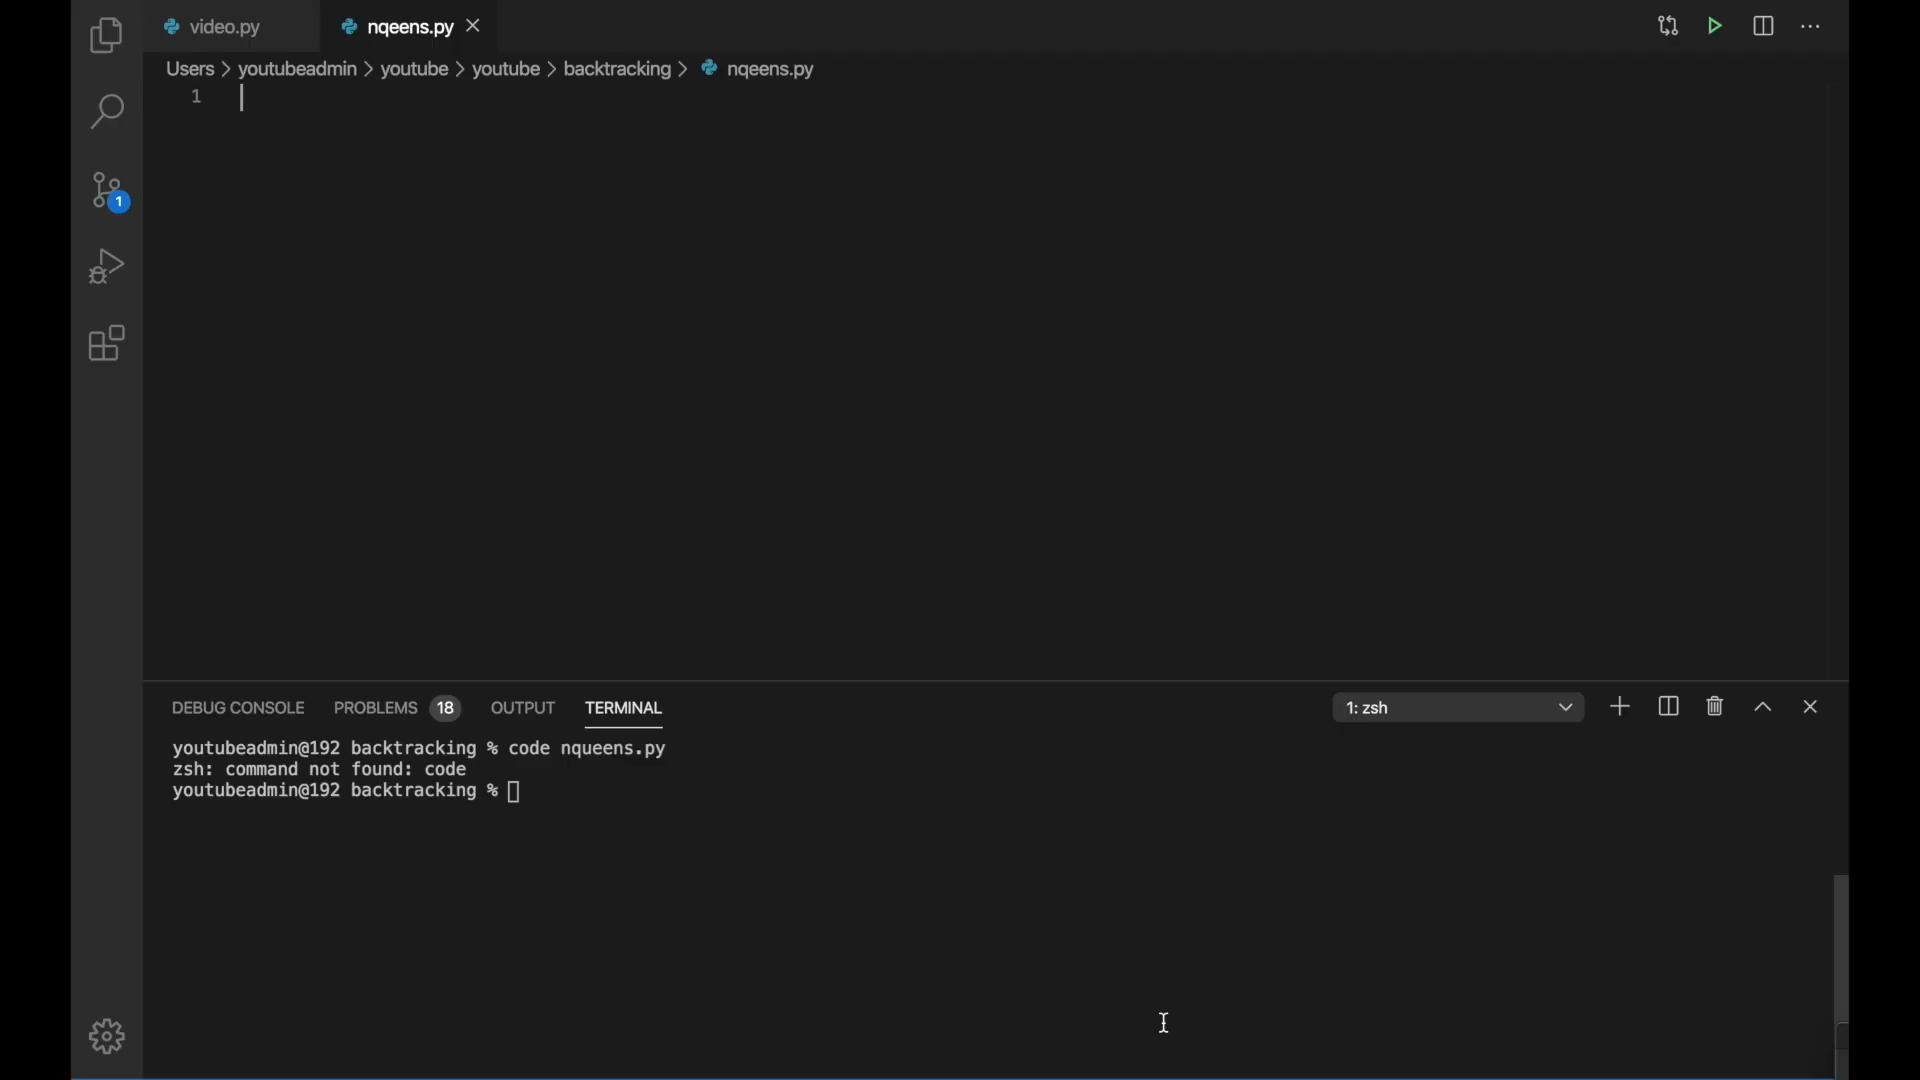 video.py
nqeens.py
Users > youtubeadmin > youtube > youtube > backtracking > nqeens.py
1
1
DEBUG CONSOLE
PROBLEMS 18
OUTPUT
TERMINAL
1: zsh
youtubeadmin@192 backtracking % code nqueens.py
zsh: command not found: code
youtubeadmin@192 backtracking %